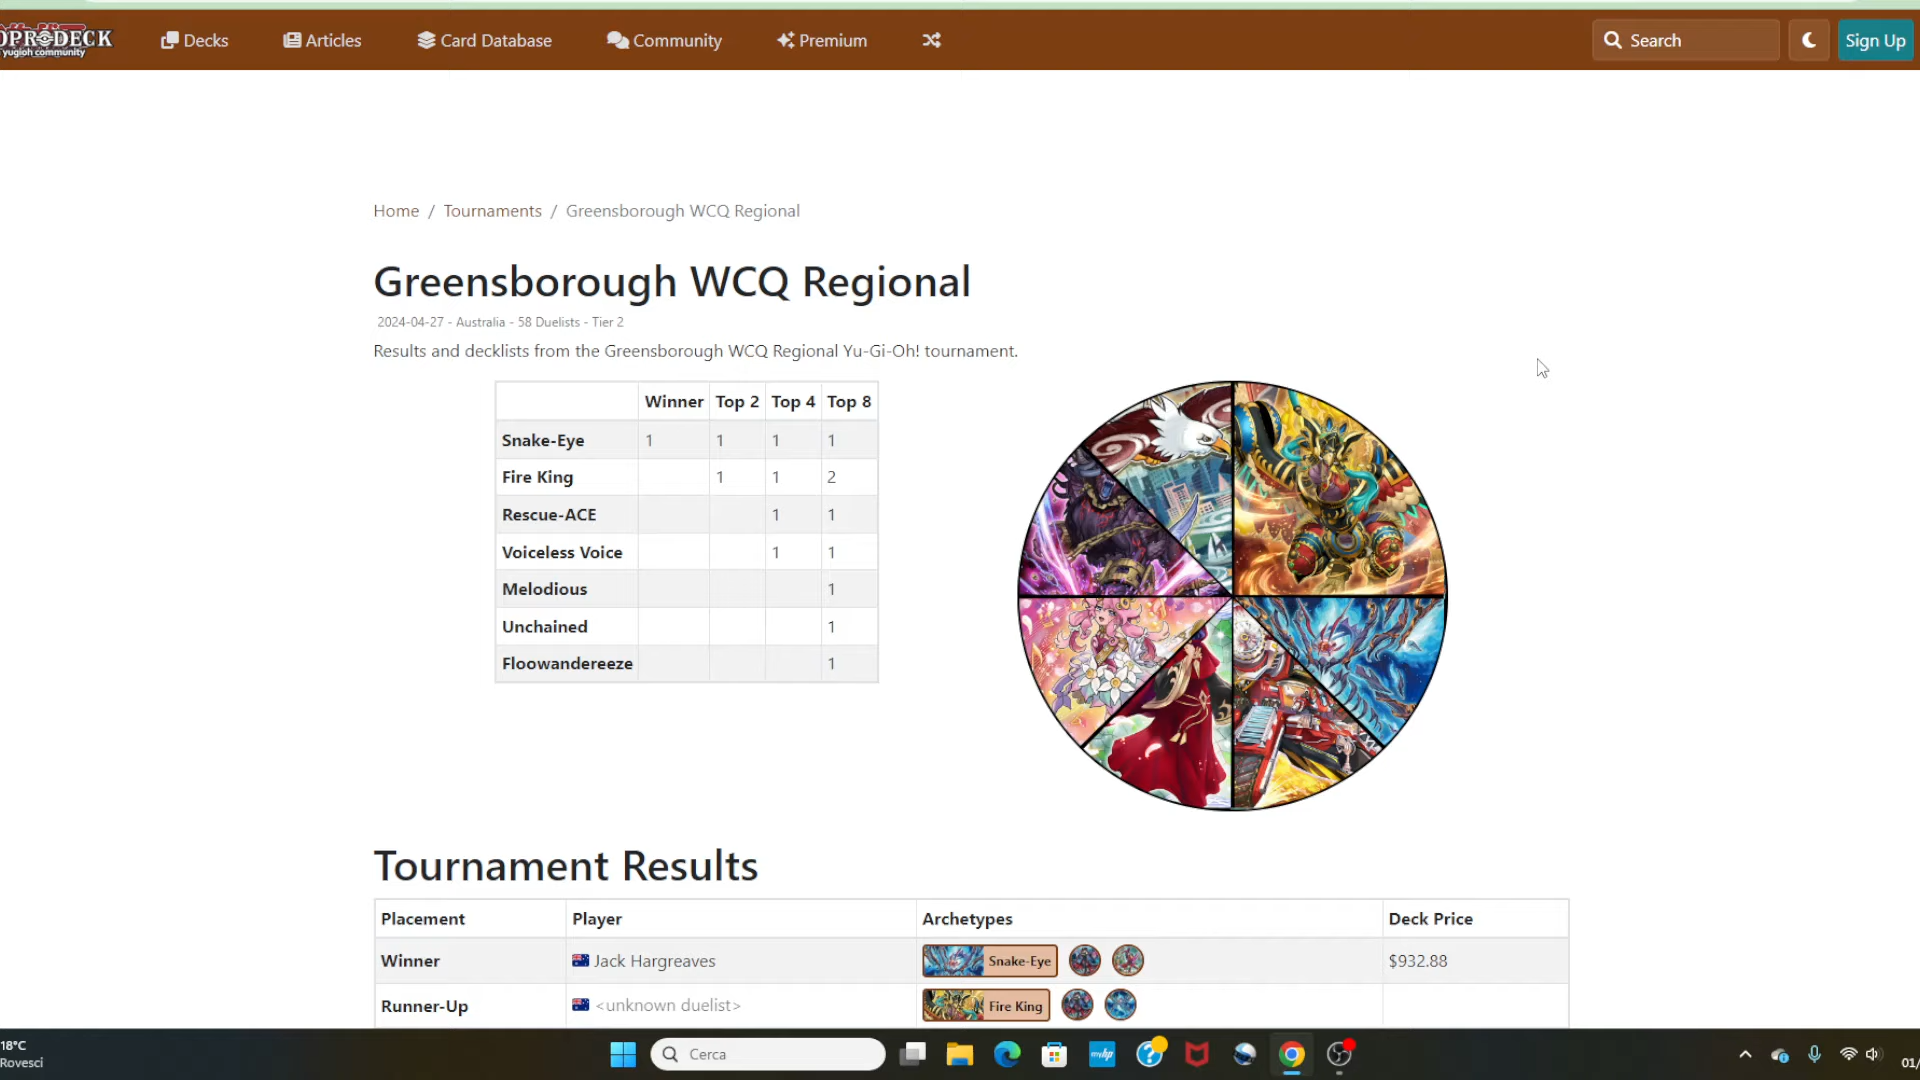 OPRODECK
yugioh community
Decks
Articles
Card Database
Community
Premium
Search
Sign Up
Home / Tournaments / Greensborough WCQ Regional
Greensborough WCQ Regional
2024-04-27 - Australia - 58 Duelists - Tier 2
Results and decklists from the Greensborough WCQ Regional Yu-Gi-Oh! tournament.
Winner Top 2 Top 4 Top 8
Snake-Eye 1 1 1 1
Fire King 1 1 2
Rescue-ACE 1 1
Voiceless Voice 1 1
Melodious 1
Unchained 1
Floowandereeze 1
Tournament Results
Placement Player Archetypes Deck Price
Winner Jack Hargreaves Snake-Eye $932.88
Runner-Up <unknown duelist> Fire King
18°C
Rovesci
Cerca
myhp
01/